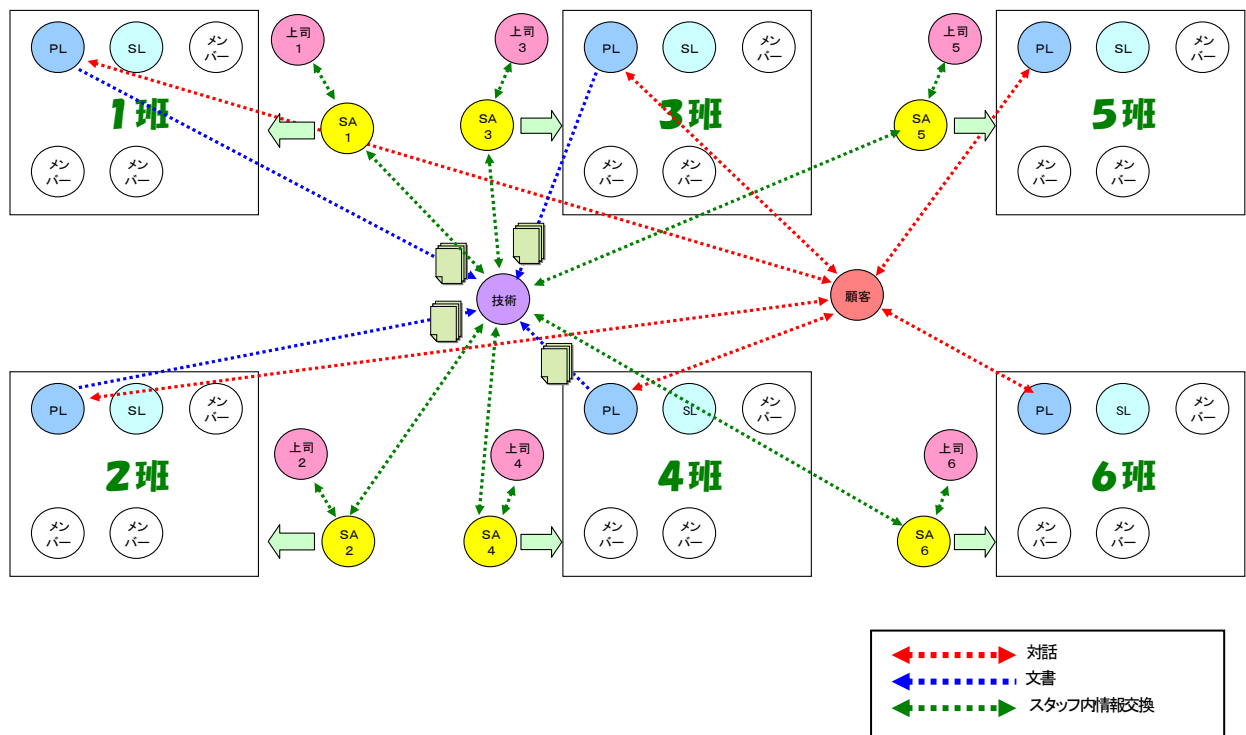 PL
SL
メン
バー
上司
1
上司
3
PL
SL
メン
バー
上司
5
PL
SL
メン
バー
1班
SA
1
SA
3
3班
SA
5
5班
メン
バー
メン
バー
メン
バー
メン
バー
メン
バー
メン
バー
技術
顧客
PL
SL
メン
バー
上司
2
上司
4
PL
SL
メン
バー
上司
6
PL
SL
メン
バー
2班
4班
6班
メン
バー
メン
バー
SA
2
SA
4
メン
バー
メン
バー
SA
6
メン
バー
メン
バー
対話
文書
スタッフ内情報交換